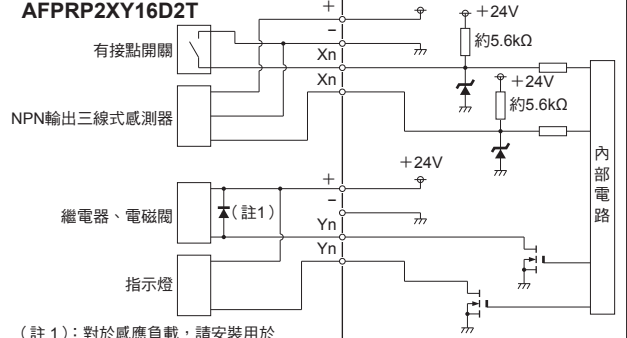 AFPRP2XY16D2T
+
＋24V
−
約5.6kΩ
有接點開關
Xn
Xn
＋24V
約5.6kΩ
NPN輸出三線式感測器
內部電路
＋24V
+
−
繼電器、電磁閥
（註1）
Yn
Yn
指示燈
（註 1）：對於感應負載，請安裝用於